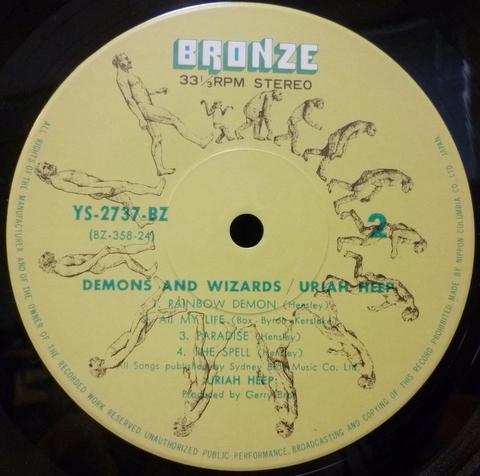 BRONZE
33⅓RPM STEREO
YS-2737-BZ
(BZ-358-24)
2
DEMONS AND WIZARDS / URIAH HEEP
1. RAINBOW DEMON (Hensley)
2. All MY LIFE (Box - Byron - Kerslake)
3. PARADISE (Hensley)
4. THE SPELL (Hensley)
All Songs published by Sydney Music Co. Ltd.
URIAH HEEP:
Produced by Gerry Bron
ALL RIGHTS OF THE MANUFACTURER AND OF THE OWNER OF THE RECORDED WORK RESERVED UNAUTHORIZED PUBLIC PERFORMANCE, BROADCASTING AND COPYING OF THIS RECORD PROHIBITED. MADE BY NIPPON COLUMBIA CO., LTD. JAPAN